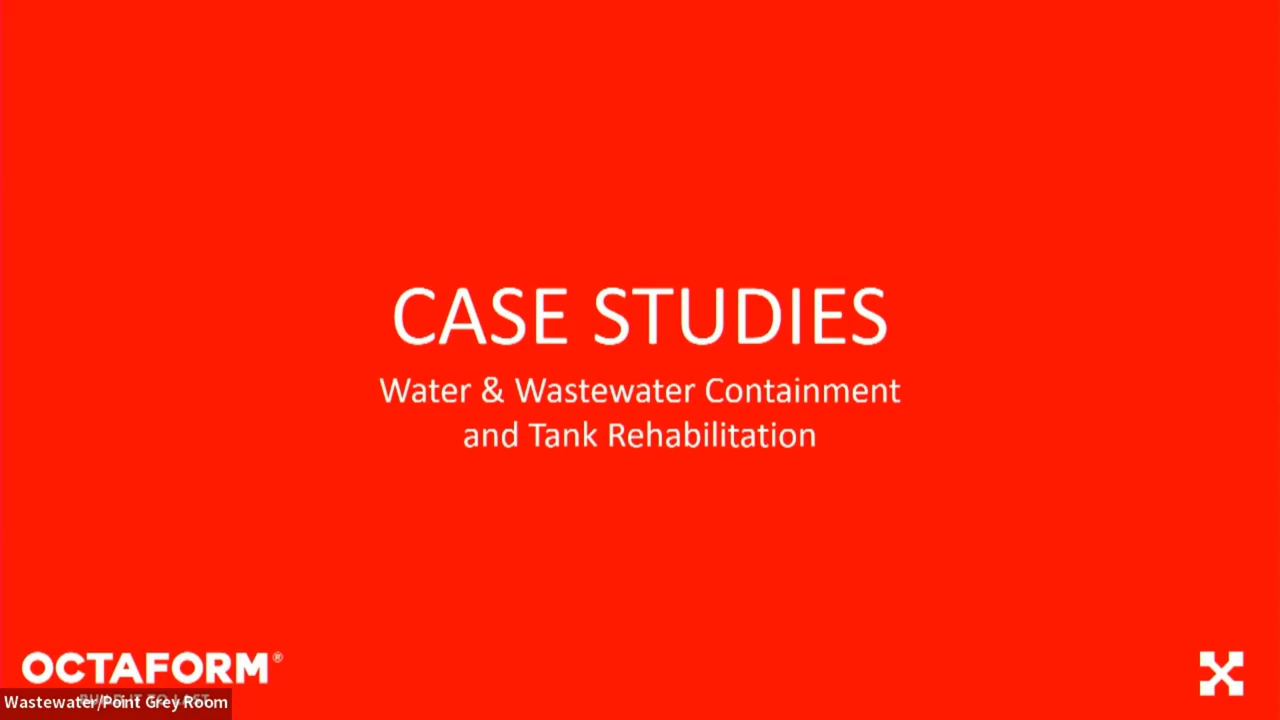 CASE STUDIES
Water & Wastewater Containment
and Tank Rehabilitation
OCTAFORM®
Wastewater/Point Grey Room